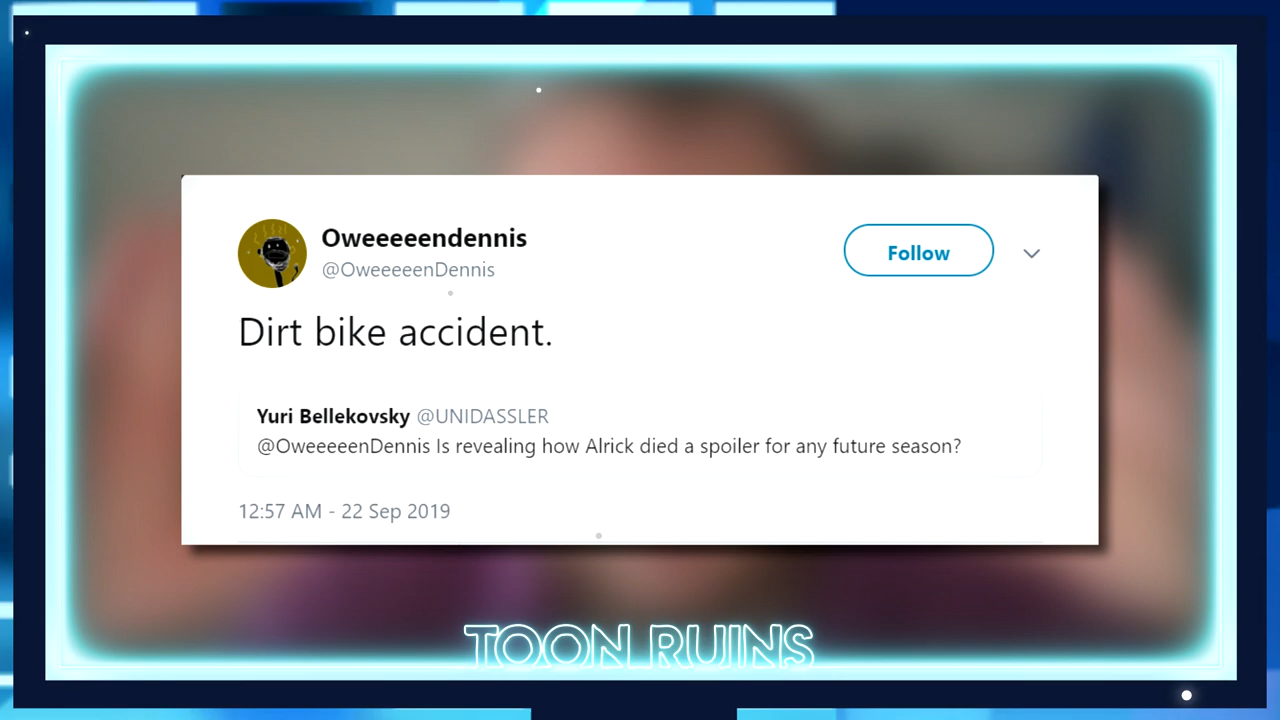 Oweeeeendennis
@OweeeeenDennis
Follow
Dirt bike accident.
Yuri Bellekovsky @UNIDASSLER
@OweeeeenDennis Is revealing how Alrick died a spoiler for any future season?
12:57 AM - 22 Sep 2019
TOON RUINS